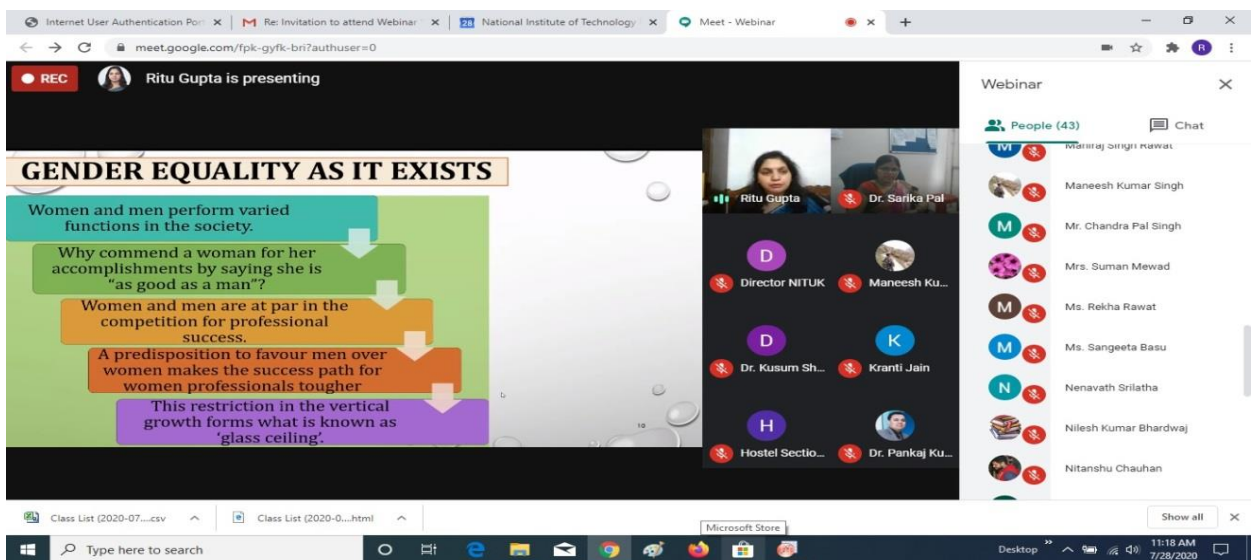 Internet User Authentication Por
Re: Invitation to attend Webinar
28 National Institute of Technology
Meet - Webinar
meet.google.com/fpk-gyfk-bri?authuser=0
R
REC
Ritu Gupta is presenting
GENDER EQUALITY AS IT EXISTS
Women and men perform varied
functions in the society.
Why commend a woman for her
accomplishments by saying she is
"as good as a man"?
Women and men are at par in the
competition for professional
success.
A predisposition to favour men over
women makes the success path for
women professionals tougher
This restriction in the vertical
growth forms what is known as
'glass ceiling'.
10
Ritu Gupta
Dr. Sarika Pal
D
Director NITUK
Maneesh Ku...
D
Dr. Kusum Sh...
K
Kranti Jain
H
Hostel Sectio...
Dr. Pankaj Ku...
Webinar
People (43)
Chat
M
Maniraj Singh Rawat
Maneesh Kumar Singh
M
Mr. Chandra Pal Singh
Mrs. Suman Mewad
M
Ms. Rekha Rawat
M
Ms. Sangeeta Basu
N
Nenavath Srilatha
Nilesh Kumar Bhardwaj
Nitanshu Chauhan
Class List (2020-07....csv
Class List (2020-0....html
Show all
Microsoft Store
Type here to search
Desktop
11:18 AM
7/28/2020